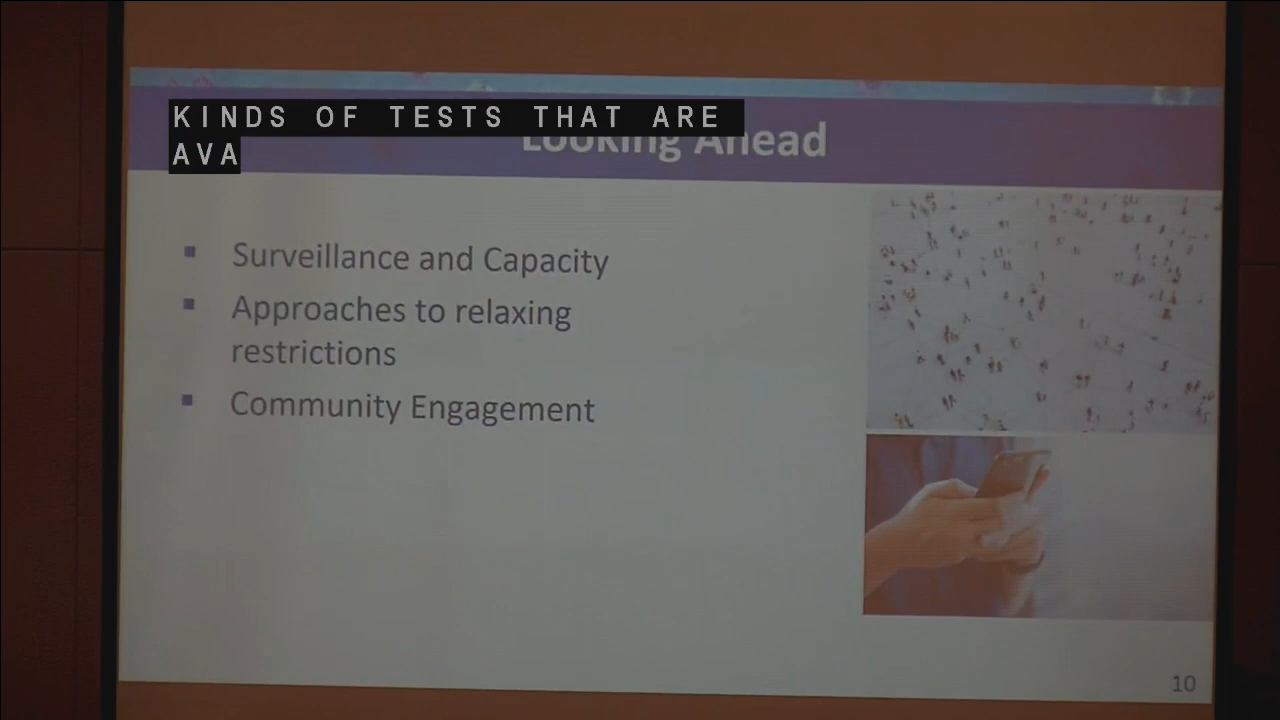 KINDS OF TESTS THAT ARE
AVA
Looking Ahead
Surveillance and Capacity
Approaches to relaxing
restrictions
Community Engagement
10